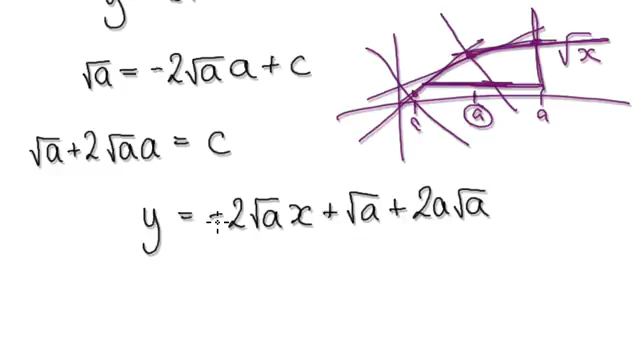 y =
√a = -2√a a + c
√x
a
a
√a + 2√a a = c
y = -2√a x + √a + 2a√a